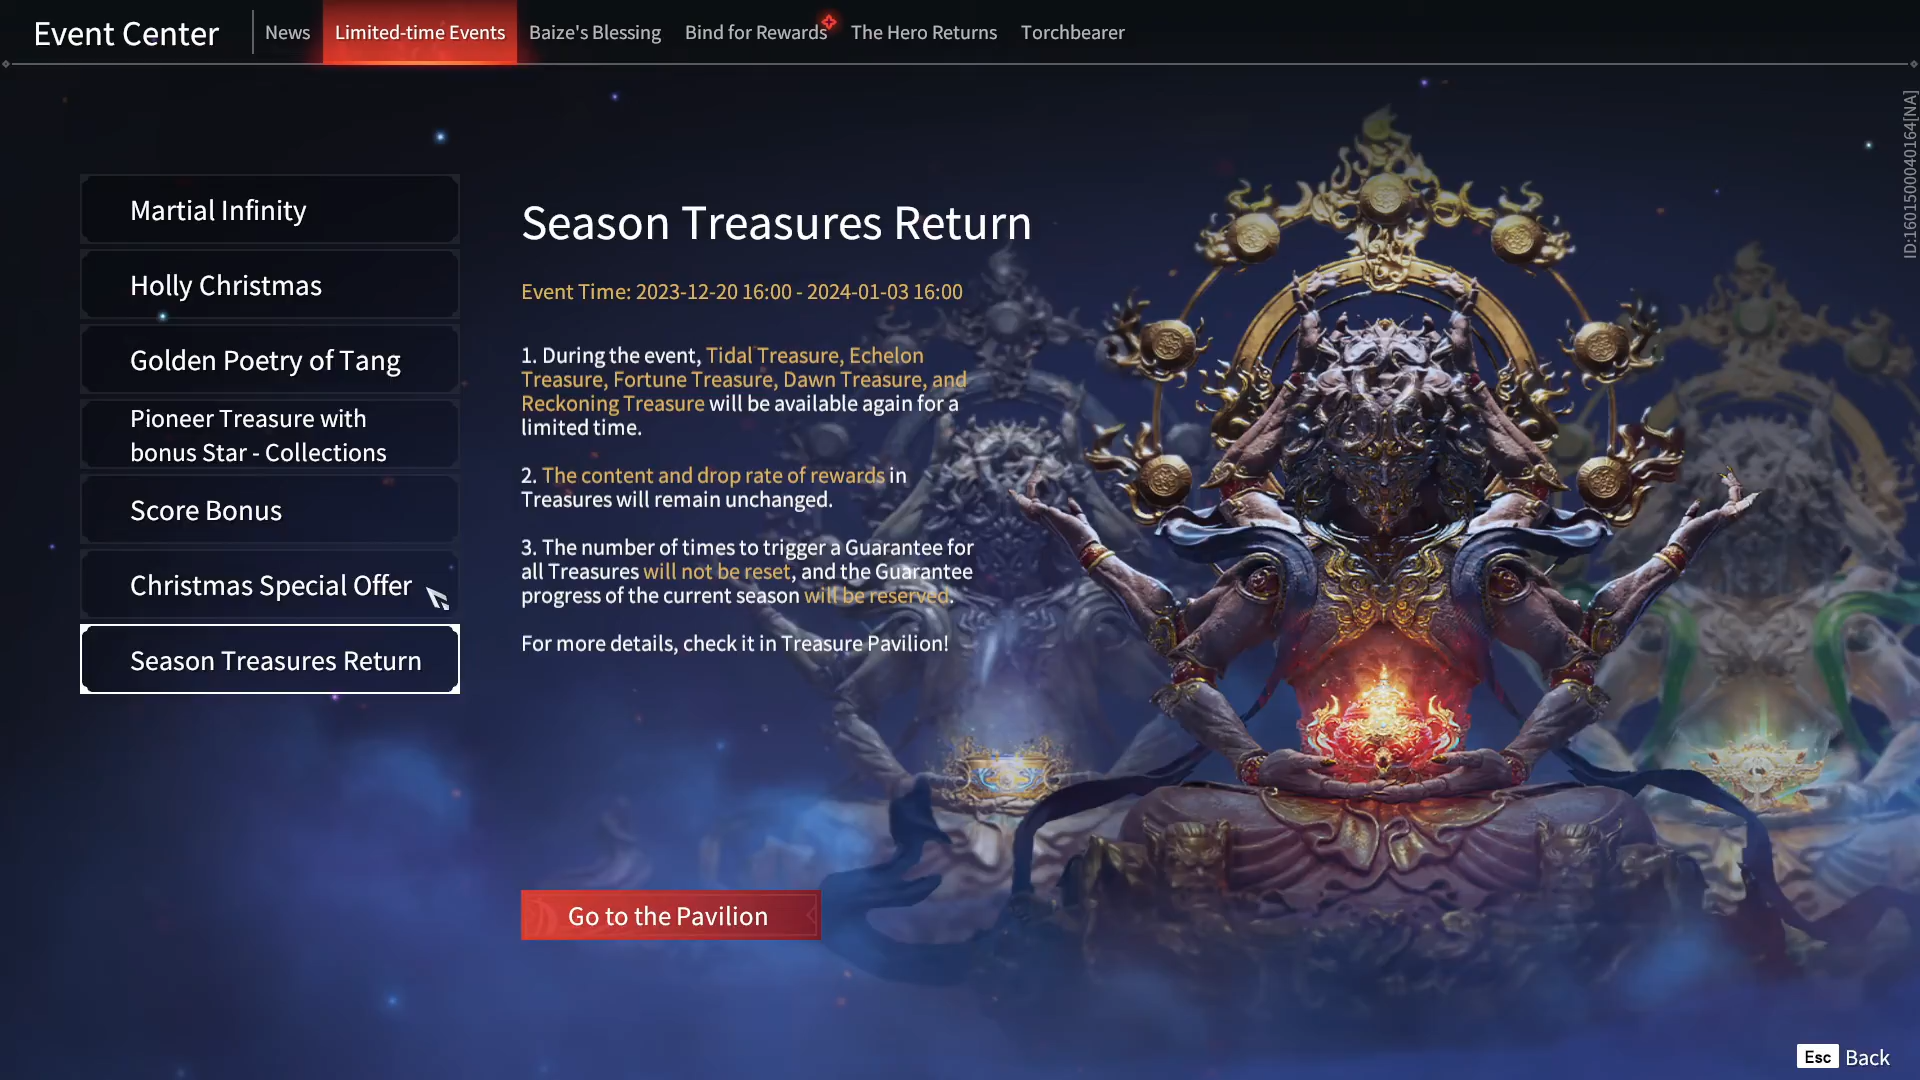 Event Center
News
Limited-time Events
Baize's Blessing
Bind for Rewards
The Hero Returns
Torchbearer
ID:1601500040164[NA]
Martial Infinity
Holly Christmas
Golden Poetry of Tang
Pioneer Treasure with
bonus Star - Collections
Score Bonus
Christmas Special Offer
Season Treasures Return
Season Treasures Return
Event Time: 2023-12-20 16:00 - 2024-01-03 16:00
1. During the event, Tidal Treasure, Echelon
Treasure, Fortune Treasure, Dawn Treasure, and
Reckoning Treasure will be available again for a
limited time.
2. The content and drop rate of rewards in
Treasures will remain unchanged.
3. The number of times to trigger a Guarantee for
all Treasures will not be reset, and the Guarantee
progress of the current season will be reserved.
For more details, check it in Treasure Pavilion!
Go to the Pavilion
Esc Back